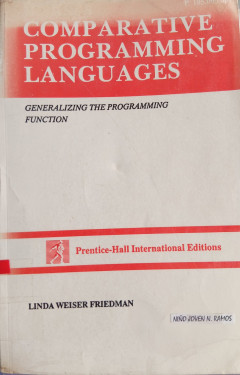 COMPARATIVE
PROGRAMMING
LANGUAGES
GENERALIZING THE PROGRAMMING
FUNCTION
Prentice-Hall International Editions
LINDA WEISER FRIEDMAN
NIÑO JOVEN N. RAMOS